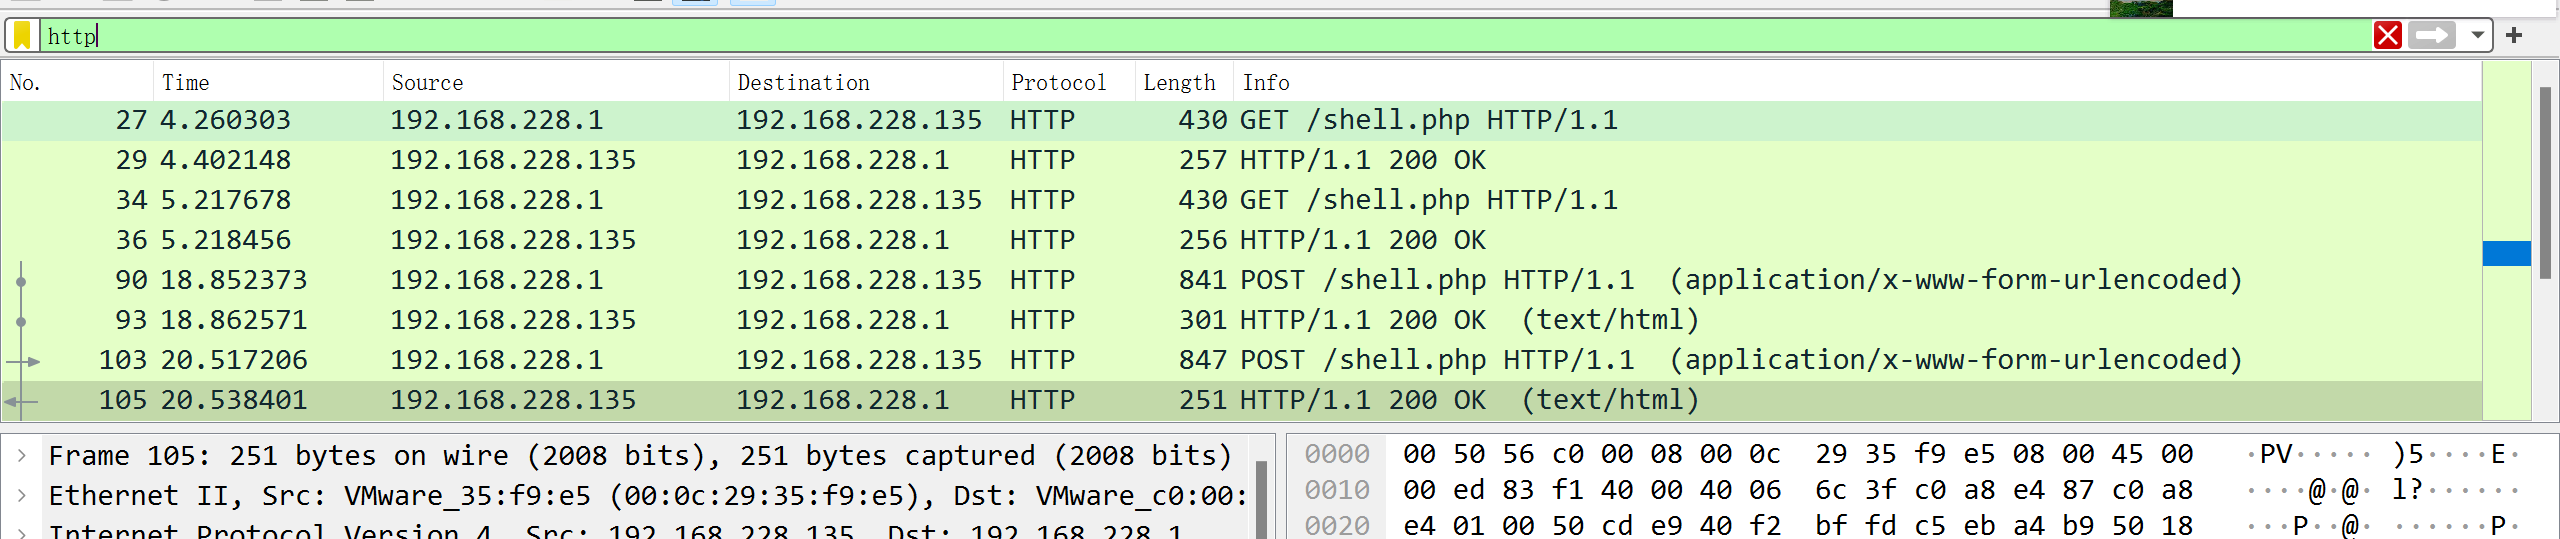 http
No. Time Source Destination Protocol Length Info
27 4.260303 192.168.228.1 192.168.228.135 HTTP 430 GET /shell.php HTTP/1.1
29 4.402148 192.168.228.135 192.168.228.1 HTTP 257 HTTP/1.1 200 OK
34 5.217678 192.168.228.1 192.168.228.135 HTTP 430 GET /shell.php HTTP/1.1
36 5.218456 192.168.228.135 192.168.228.1 HTTP 256 HTTP/1.1 200 OK
90 18.852373 192.168.228.1 192.168.228.135 HTTP 841 POST /shell.php HTTP/1.1 (application/x-www-form-urlencoded)
93 18.862571 192.168.228.135 192.168.228.1 HTTP 301 HTTP/1.1 200 OK (text/html)
103 20.517206 192.168.228.1 192.168.228.135 HTTP 847 POST /shell.php HTTP/1.1 (application/x-www-form-urlencoded)
105 20.538401 192.168.228.135 192.168.228.1 HTTP 251 HTTP/1.1 200 OK (text/html)
Frame 105: 251 bytes on wire (2008 bits), 251 bytes captured (2008 bits)
Ethernet II, Src: VMware_35:f9:e5 (00:0c:29:35:f9:e5), Dst: VMware_c0:00:
Internet Protocol Version 4, Src: 192.168.228.135, Dst: 192.168.228.1
0000 00 50 56 c0 00 08 00 0c 29 35 f9 e5 08 00 45 00 ·PV····· )5····E·
0010 00 ed 83 f1 40 00 40 06 6c 3f c0 a8 e4 87 c0 a8 ····@·@· l?······
0020 e4 01 00 50 cd e9 40 f2 bf fd c5 eb a4 b9 50 18 ···P··@· ······P·